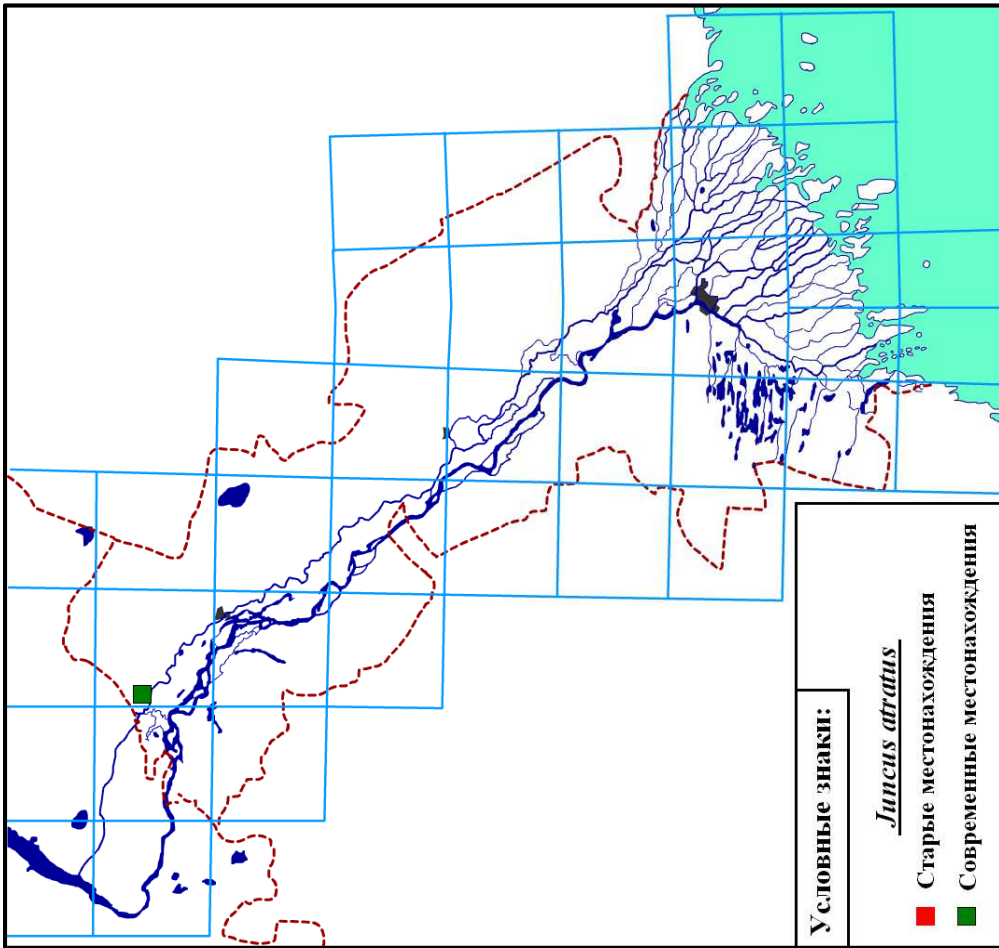 Условные знаки:
Juncus atratus
Старые местонахождения
Современные местонахождения